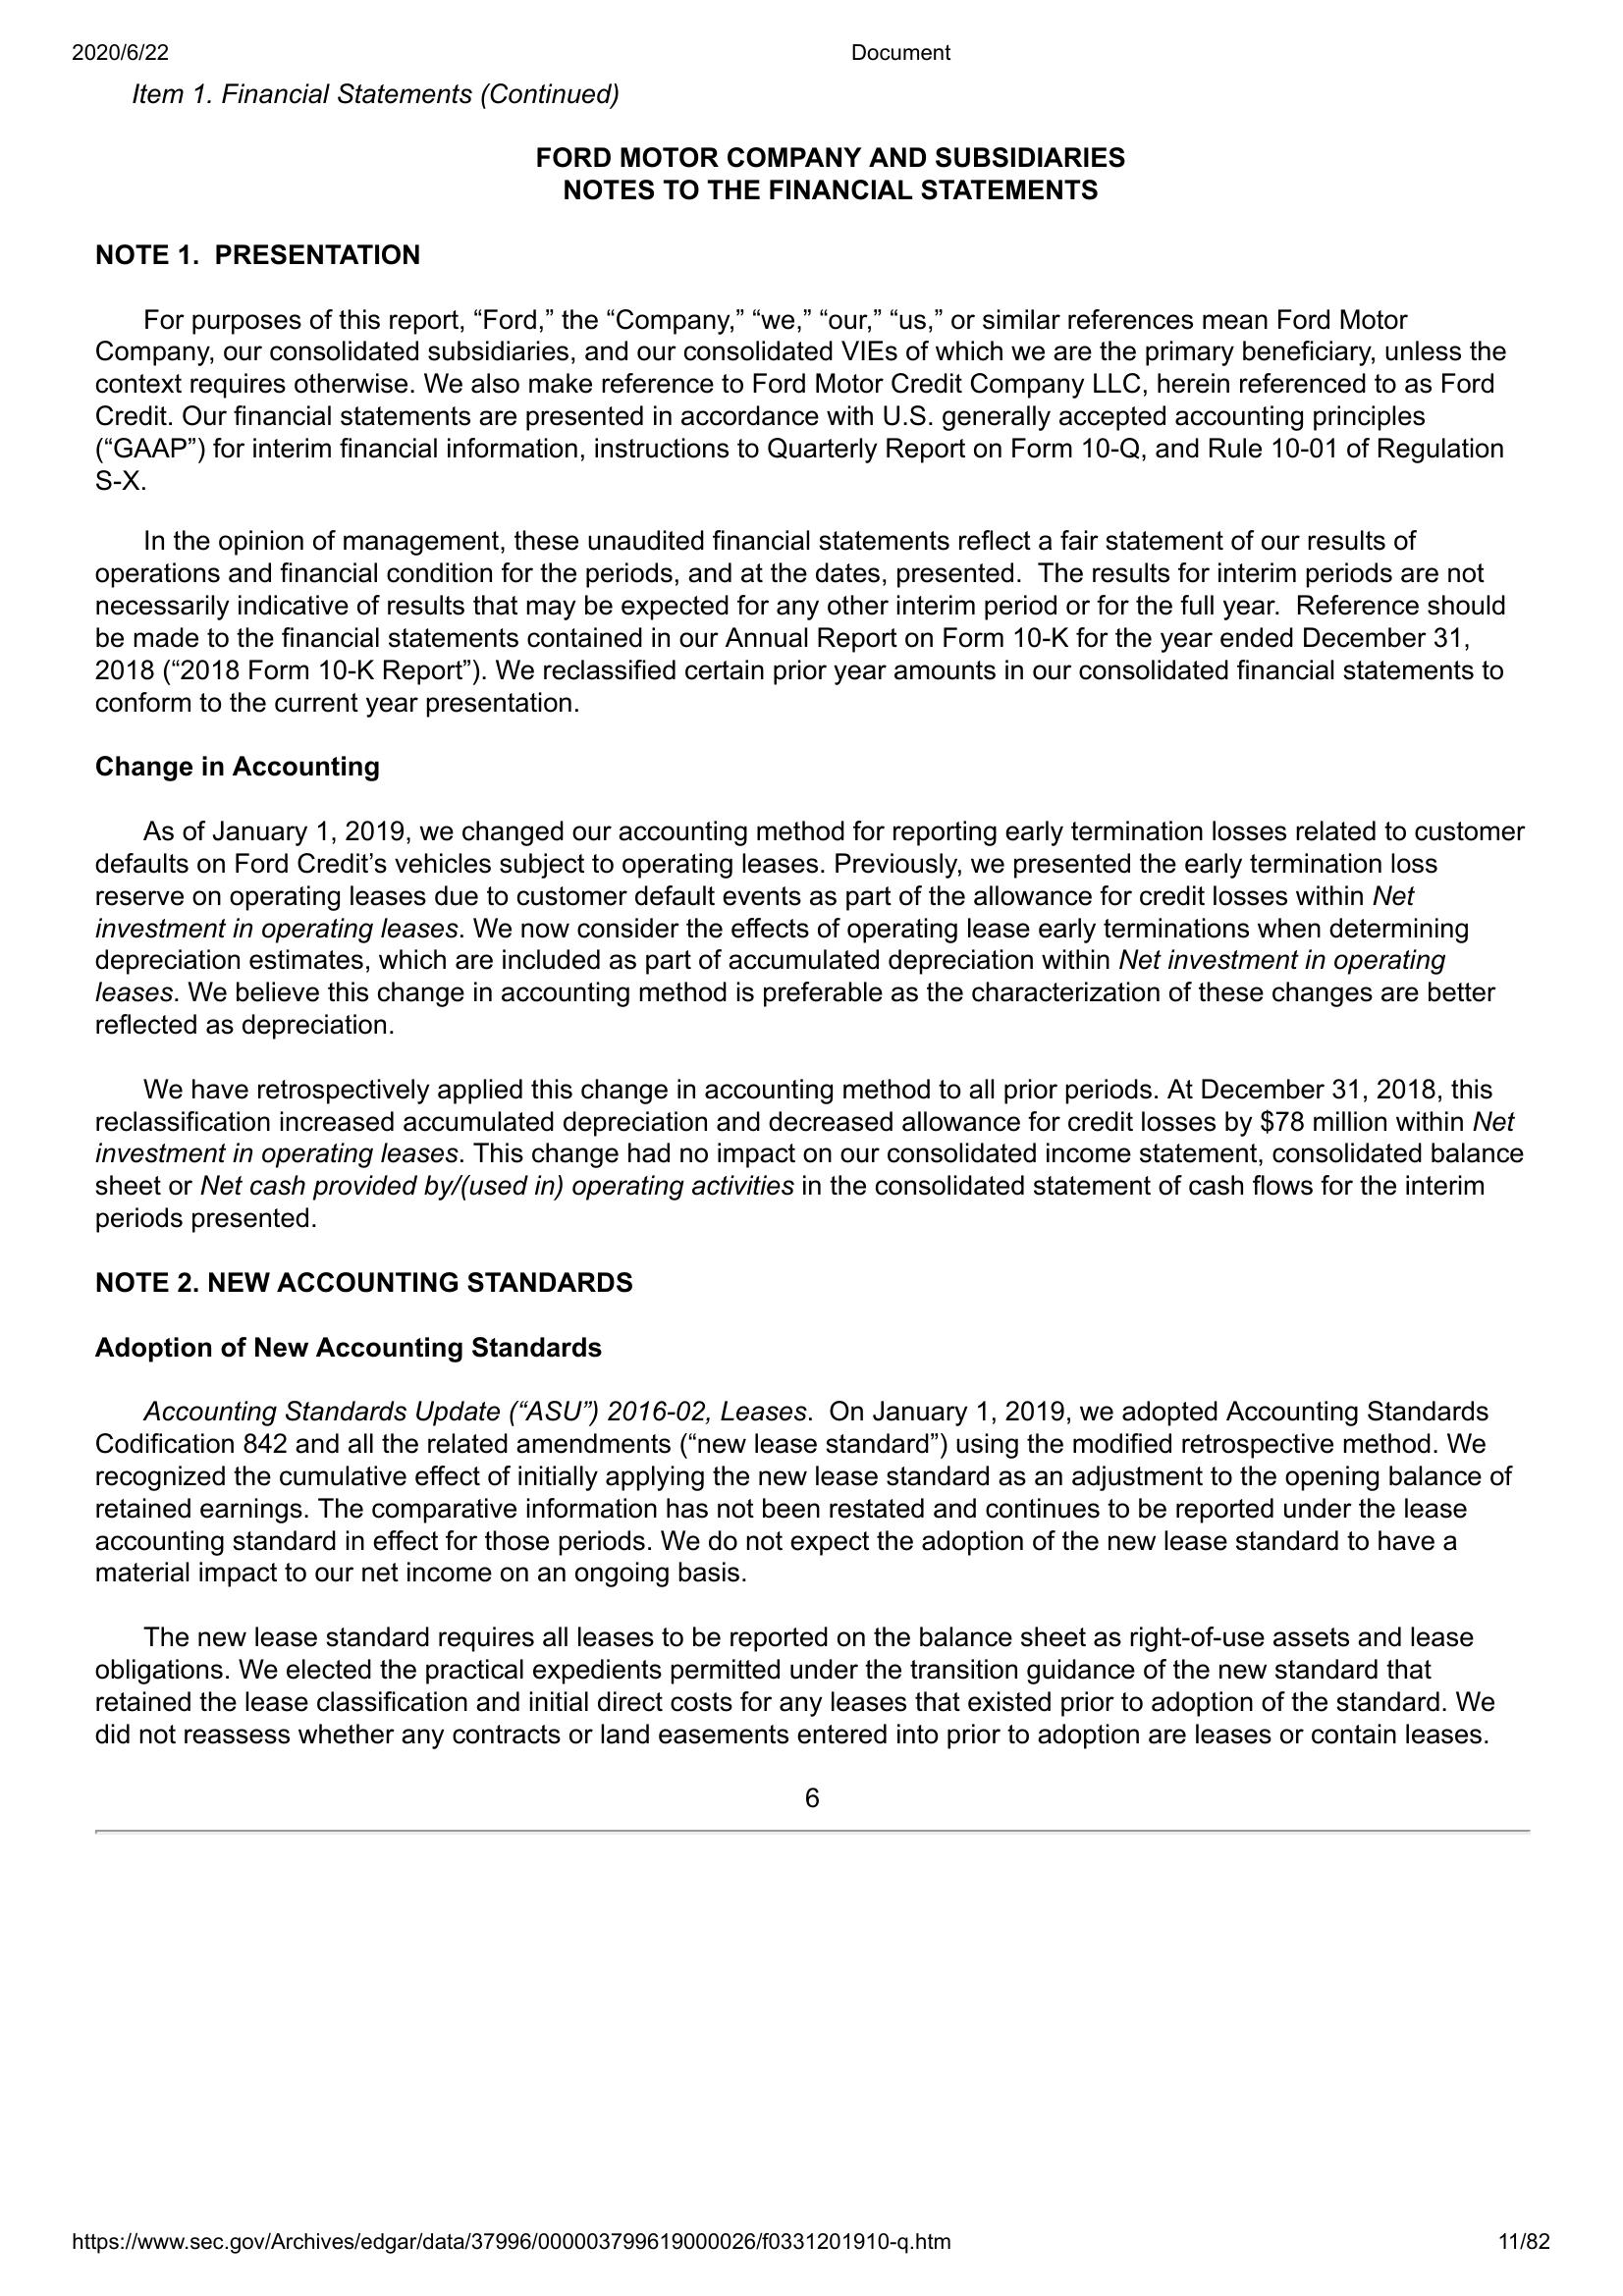 2020/6/22 Document
Item 1. Financial Statements (Continued)
FORD MOTOR COMPANY AND SUBSIDIARIES
NOTES TO THE FINANCIAL STATEMENTS
NOTE 1.  PRESENTATION
For purposes of this report, “Ford,” the “Company,” “we,” “our,” “us,” or similar references mean Ford Motor
Company, our consolidated subsidiaries, and our consolidated VIEs of which we are the primary beneficiary, unless the
context requires otherwise. We also make reference to Ford Motor Credit Company LLC, herein referenced to as Ford
Credit. Our financial statements are presented in accordance with U.S. generally accepted accounting principles
(“GAAP”) for interim financial information, instructions to Quarterly Report on Form 10-Q, and Rule 10-01 of Regulation
S-X.
In the opinion of management, these unaudited financial statements reflect a fair statement of our results of
operations and financial condition for the periods, and at the dates, presented.  The results for interim periods are not
necessarily indicative of results that may be expected for any other interim period or for the full year.  Reference should
be made to the financial statements contained in our Annual Report on Form 10-K for the year ended December 31,
2018 (“2018 Form 10-K Report”). We reclassified certain prior year amounts in our consolidated financial statements to
conform to the current year presentation.
Change in Accounting
As of January 1, 2019, we changed our accounting method for reporting early termination losses related to customer
defaults on Ford Credit’s vehicles subject to operating leases. Previously, we presented the early termination loss
reserve on operating leases due to customer default events as part of the allowance for credit losses within Net
investment in operating leases. We now consider the effects of operating lease early terminations when determining
depreciation estimates, which are included as part of accumulated depreciation within Net investment in operating
leases. We believe this change in accounting method is preferable as the characterization of these changes are better
reflected as depreciation.
We have retrospectively applied this change in accounting method to all prior periods. At December 31, 2018, this
reclassification increased accumulated depreciation and decreased allowance for credit losses by $78 million within Net
investment in operating leases. This change had no impact on our consolidated income statement, consolidated balance
sheet or Net cash provided by/(used in) operating activities in the consolidated statement of cash flows for the interim
periods presented.
NOTE 2. NEW ACCOUNTING STANDARDS
Adoption of New Accounting Standards
Accounting Standards Update (“ASU”) 2016-02, Leases.  On January 1, 2019, we adopted Accounting Standards
Codification 842 and all the related amendments (“new lease standard”) using the modified retrospective method. We
recognized the cumulative effect of initially applying the new lease standard as an adjustment to the opening balance of
retained earnings. The comparative information has not been restated and continues to be reported under the lease
accounting standard in effect for those periods. We do not expect the adoption of the new lease standard to have a
material impact to our net income on an ongoing basis.
The new lease standard requires all leases to be reported on the balance sheet as right-of-use assets and lease
obligations. We elected the practical expedients permitted under the transition guidance of the new standard that
retained the lease classification and initial direct costs for any leases that existed prior to adoption of the standard. We
did not reassess whether any contracts or land easements entered into prior to adoption are leases or contain leases.
6
https://www.sec.gov/Archives/edgar/data/37996/000003799619000026/f0331201910-q.htm 11/82